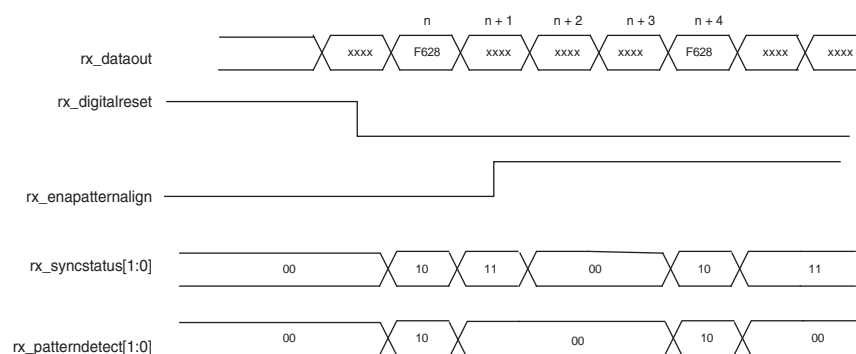 n n + 1 n + 2 n + 3 n + 4
rx_dataout xxxx F628 xxxx xxxx xxxx F628 xxxx xxxx
rx_digitalreset
rx_enapatternalign
rx_syncstatus[1:0] 00 10 11 00 10 11
rx_patterndetect[1:0] 00 10 00 10 00